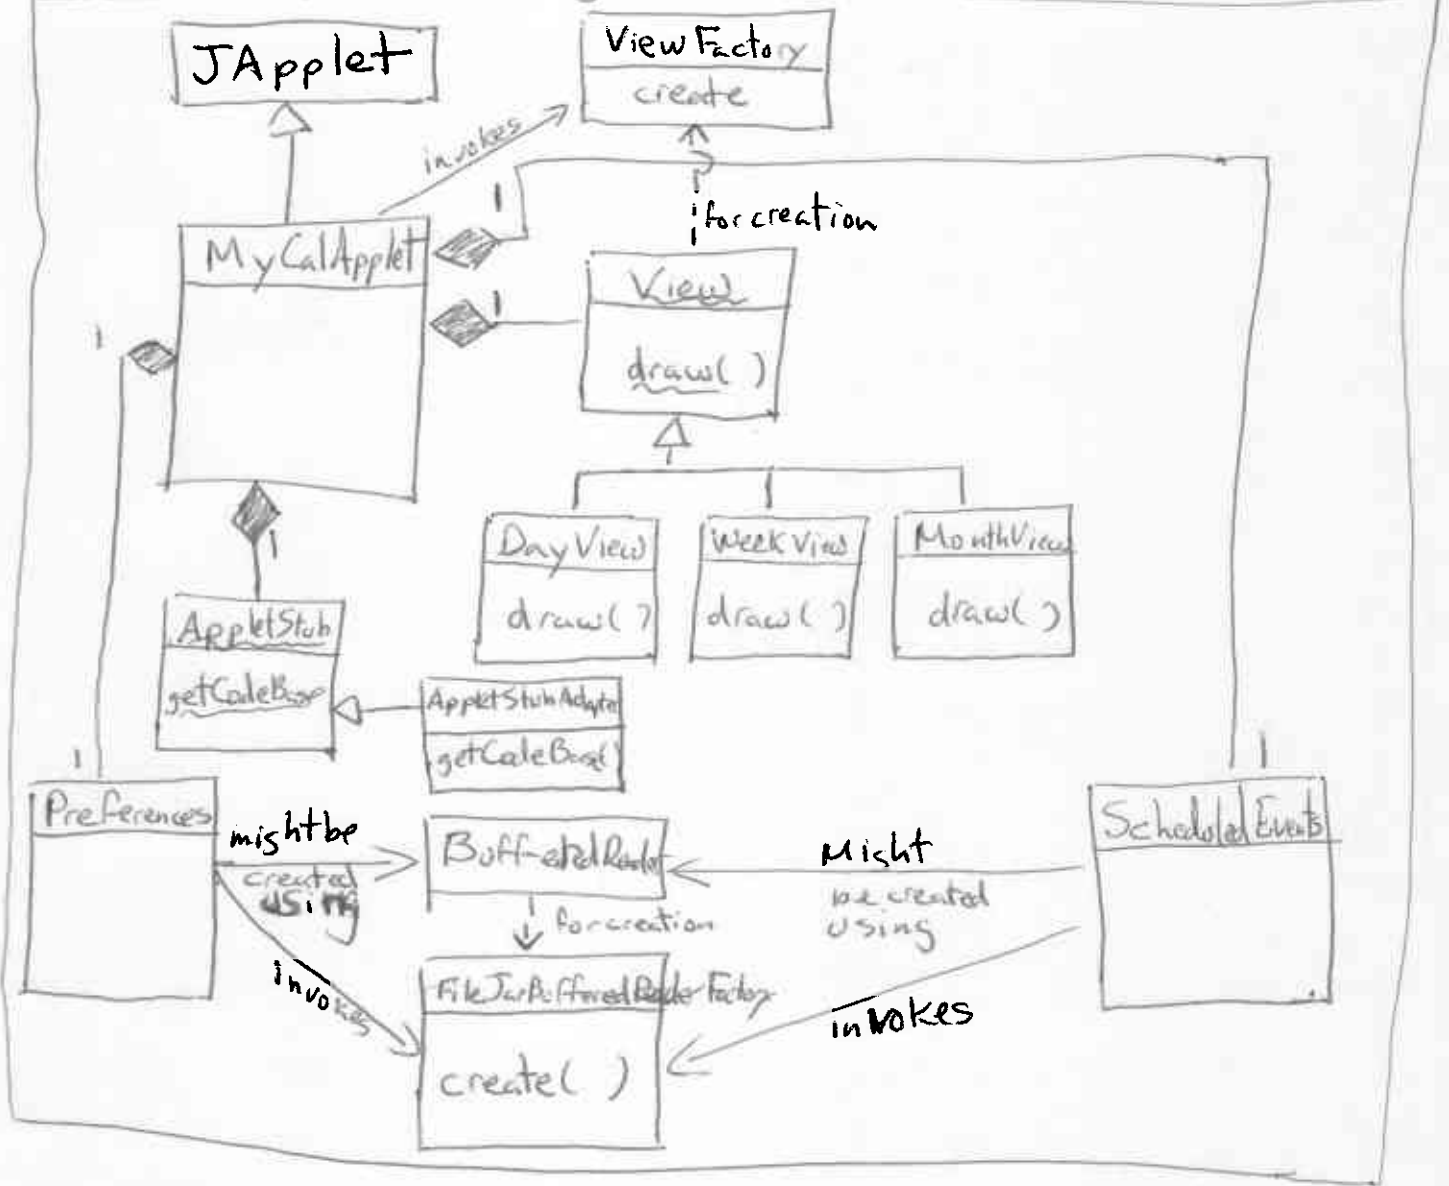 JApplet
ViewFactory
create
invokes
1
for creation
MyCalApplet
1
View
draw( )
1
1
DayView
draw( )
WeekView
draw( )
MonthView
draw( )
AppletStub
getCodeBase
AppletStubAdapter
getCodeBase()
1
1
Preferences
might be
created
using
BufferedReader
Might
be created
using
ScheduledEvents
for creation
invokes
FileJarBufferedReaderFactory
create( )
invokes